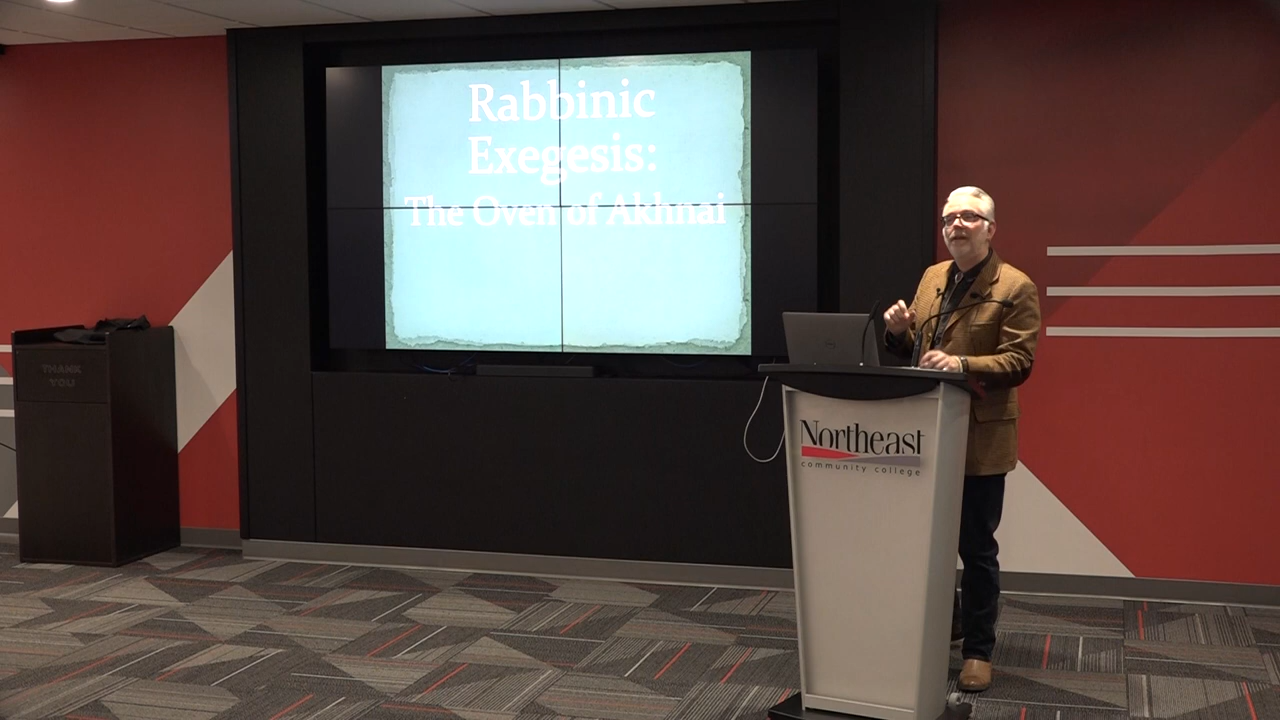 Rabbinic
Exegesis:
The Oven of Akhnai
THANK
YOU
Northeast
community college